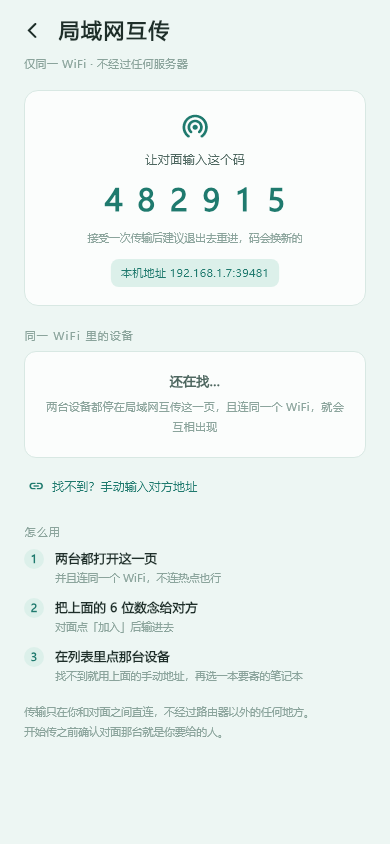 局域网互传
仅同一 WiFi · 不经过任何服务器
让对面输入这个码
482915
接受一次传输后建议退出去重进，码会换新的
本机地址 192.168.1.7:39481
同一 WiFi 里的设备
还在找…
两台设备都停在局域网互传这一页，且连同一个 WiFi，就会
互相出现
找不到？手动输入对方地址
怎么用
1 两台都打开这一页
并且连同一个 WiFi，不连热点也行
2 把上面的 6 位数念给对方
对面点「加入」后输进去
3 在列表里点那台设备
找不到就用上面的手动地址，再选一本要寄的笔记本
传输只在你和对面之间直连，不经过路由器以外的任何地方。
开始传之前确认对面那台就是你要给的人。